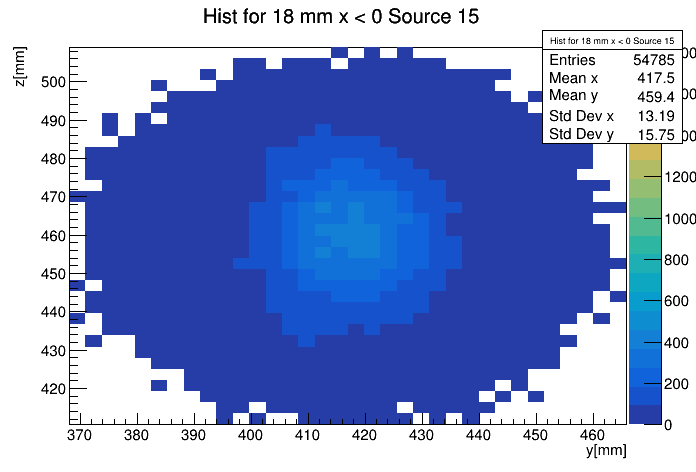 Hist for 18 mm x < 0 Source 15
Hist for 18 mm x < 0 Source 15
Entries 54785
Mean x 417.5
Mean y 459.4
Std Dev x 13.19
Std Dev y 15.75
z[mm]
500
490
480
470
460
450
440
430
420
370 380 390 400 410 420 430 440 450 460
y[mm]
1200
1000
800
600
400
200
0